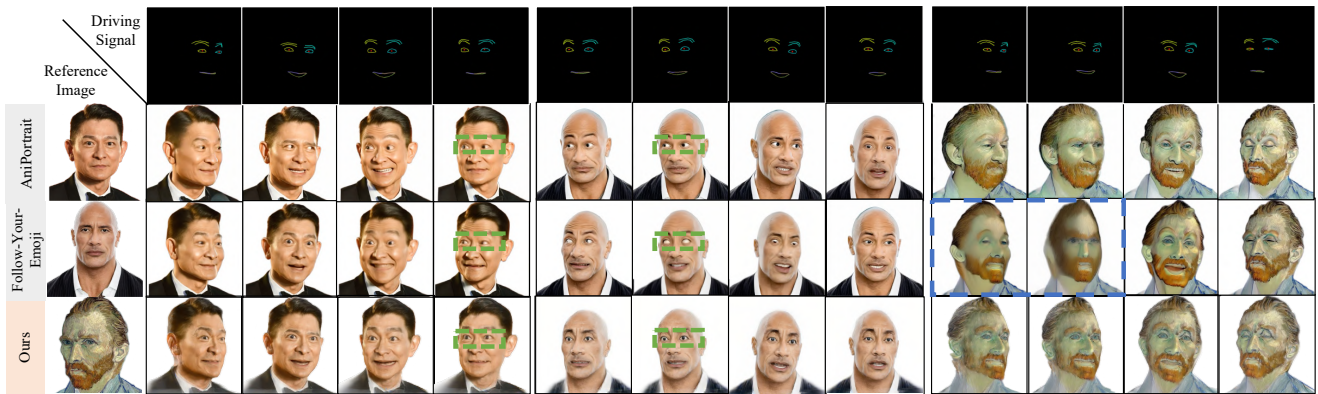 Driving
Signal
Reference
Image
AniPortrait
Follow-Your-
Emoji
Ours